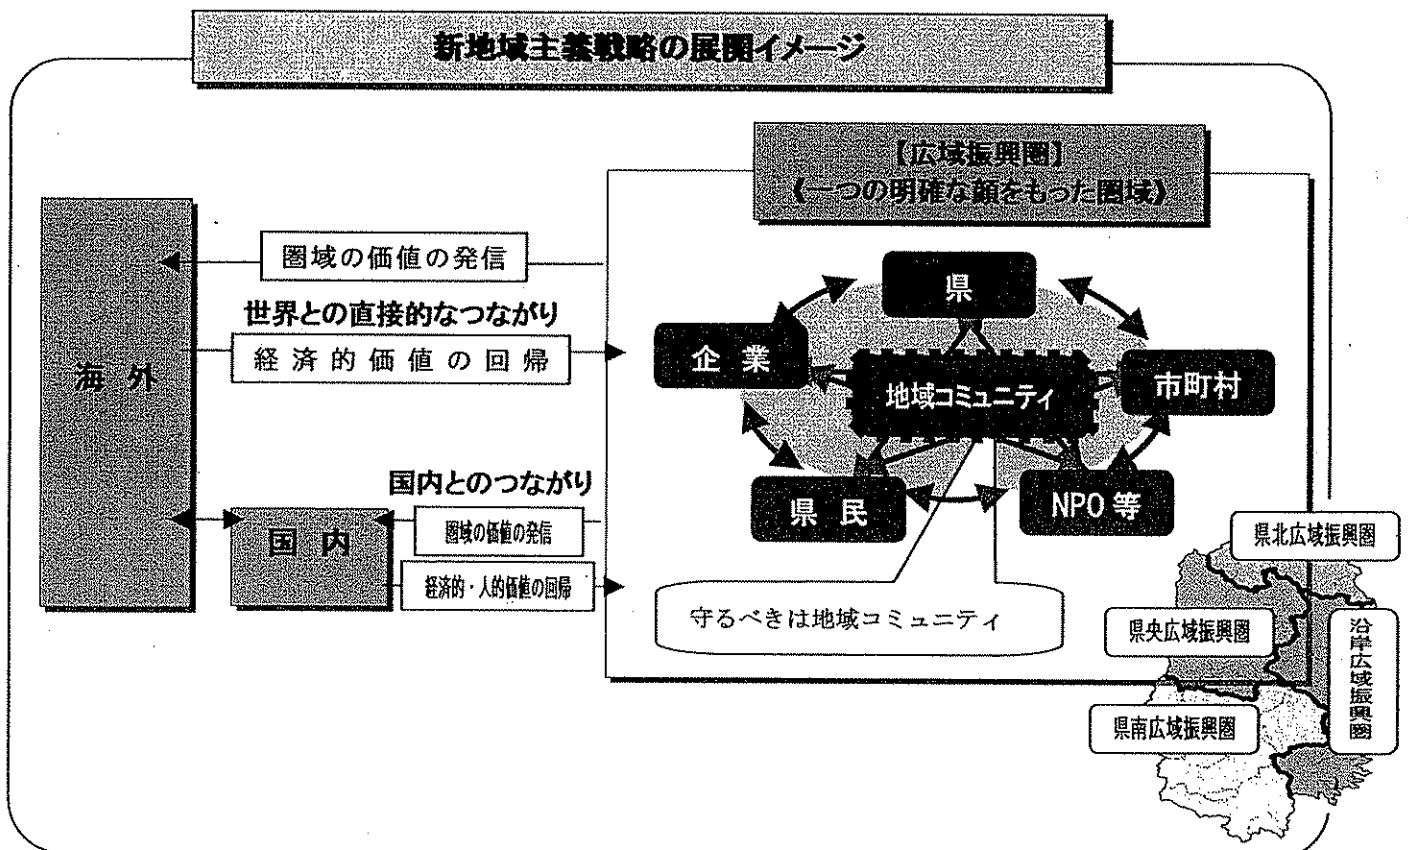 新地域主義戦略の展開イメージ
【広域振興圏】
《一つの明確な顔をもった圏域》
海外
圏域の価値の発信
世界との直接的なつながり
経済的価値の回帰
国内とのつながり
国内
圏域の価値の発信
経済的・人的価値の回帰
県
企業
地域コミュニティ
市町村
県民
NPO等
守るべきは地域コミュニティ
県北広域振興圏
県央広域振興圏
沿岸広域振興圏
県南広域振興圏